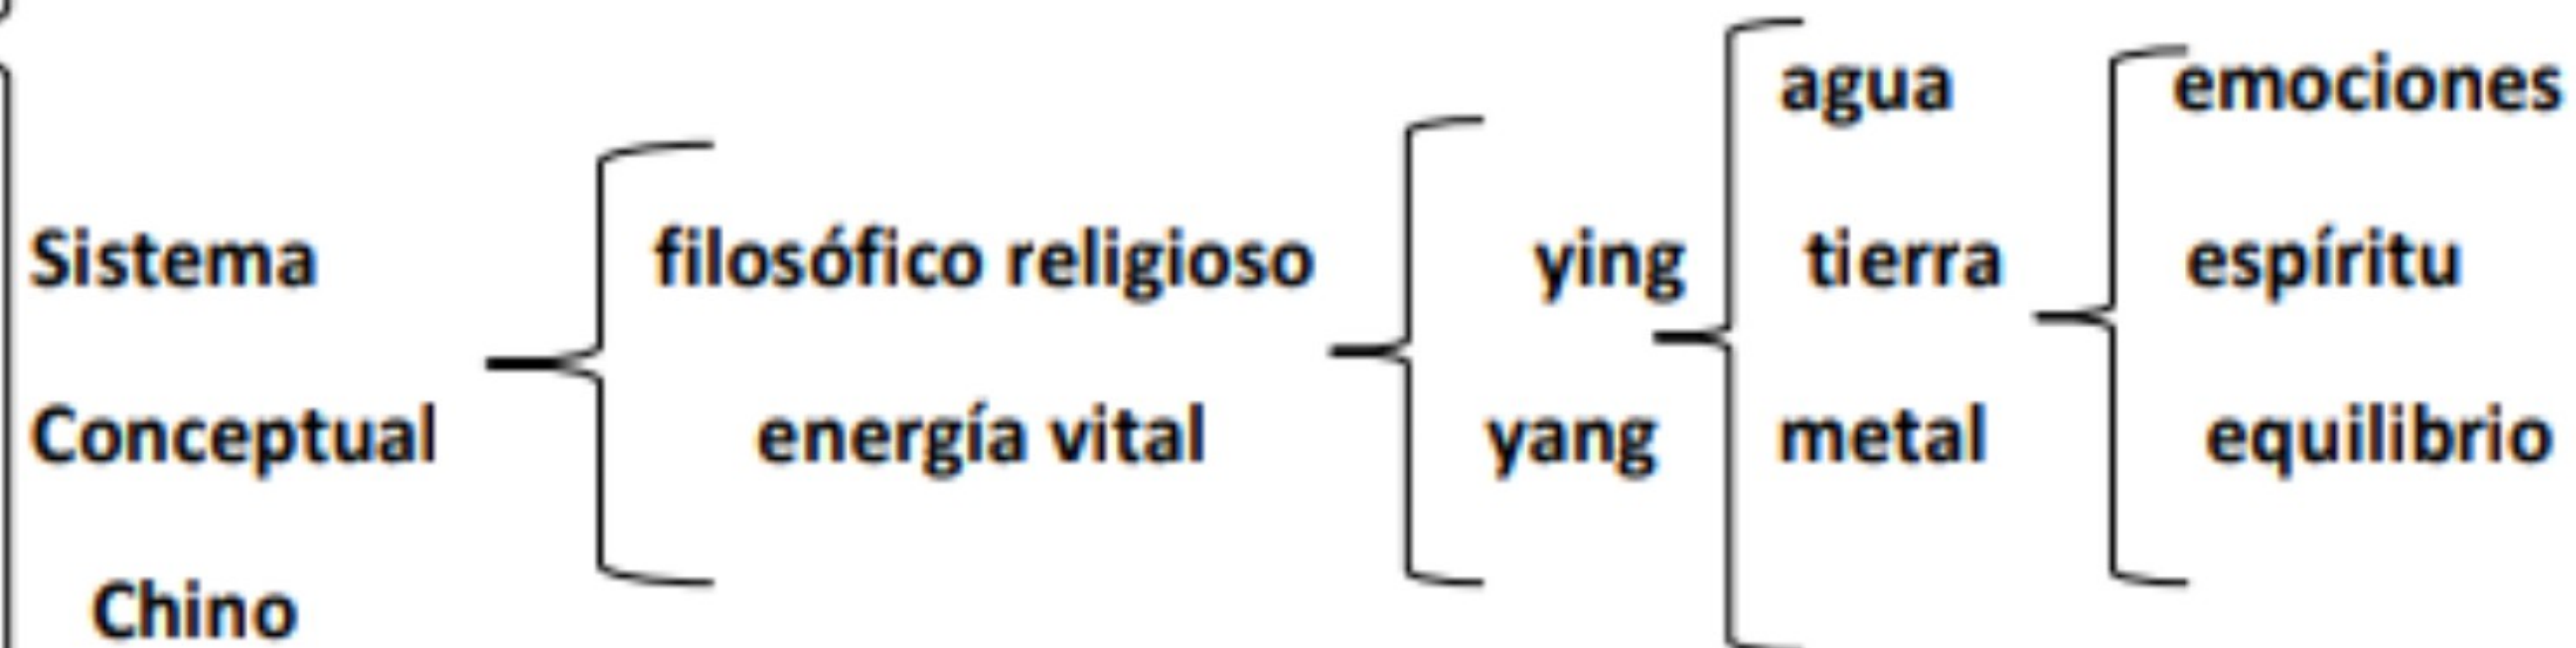 Sistema
Conceptual
Chino
filosófico religioso
energía vital
ying
yang
agua
tierra
metal
emociones
espíritu
equilibrio